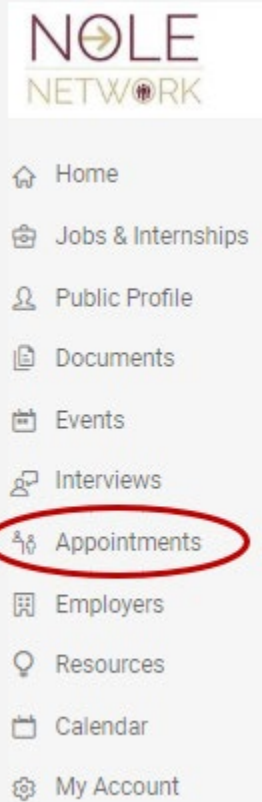 NOLE
NETWORK
Home
Jobs & Internships
Public Profile
Documents
Events
Interviews
Appointments
Employers
Resources
Calendar
My Account